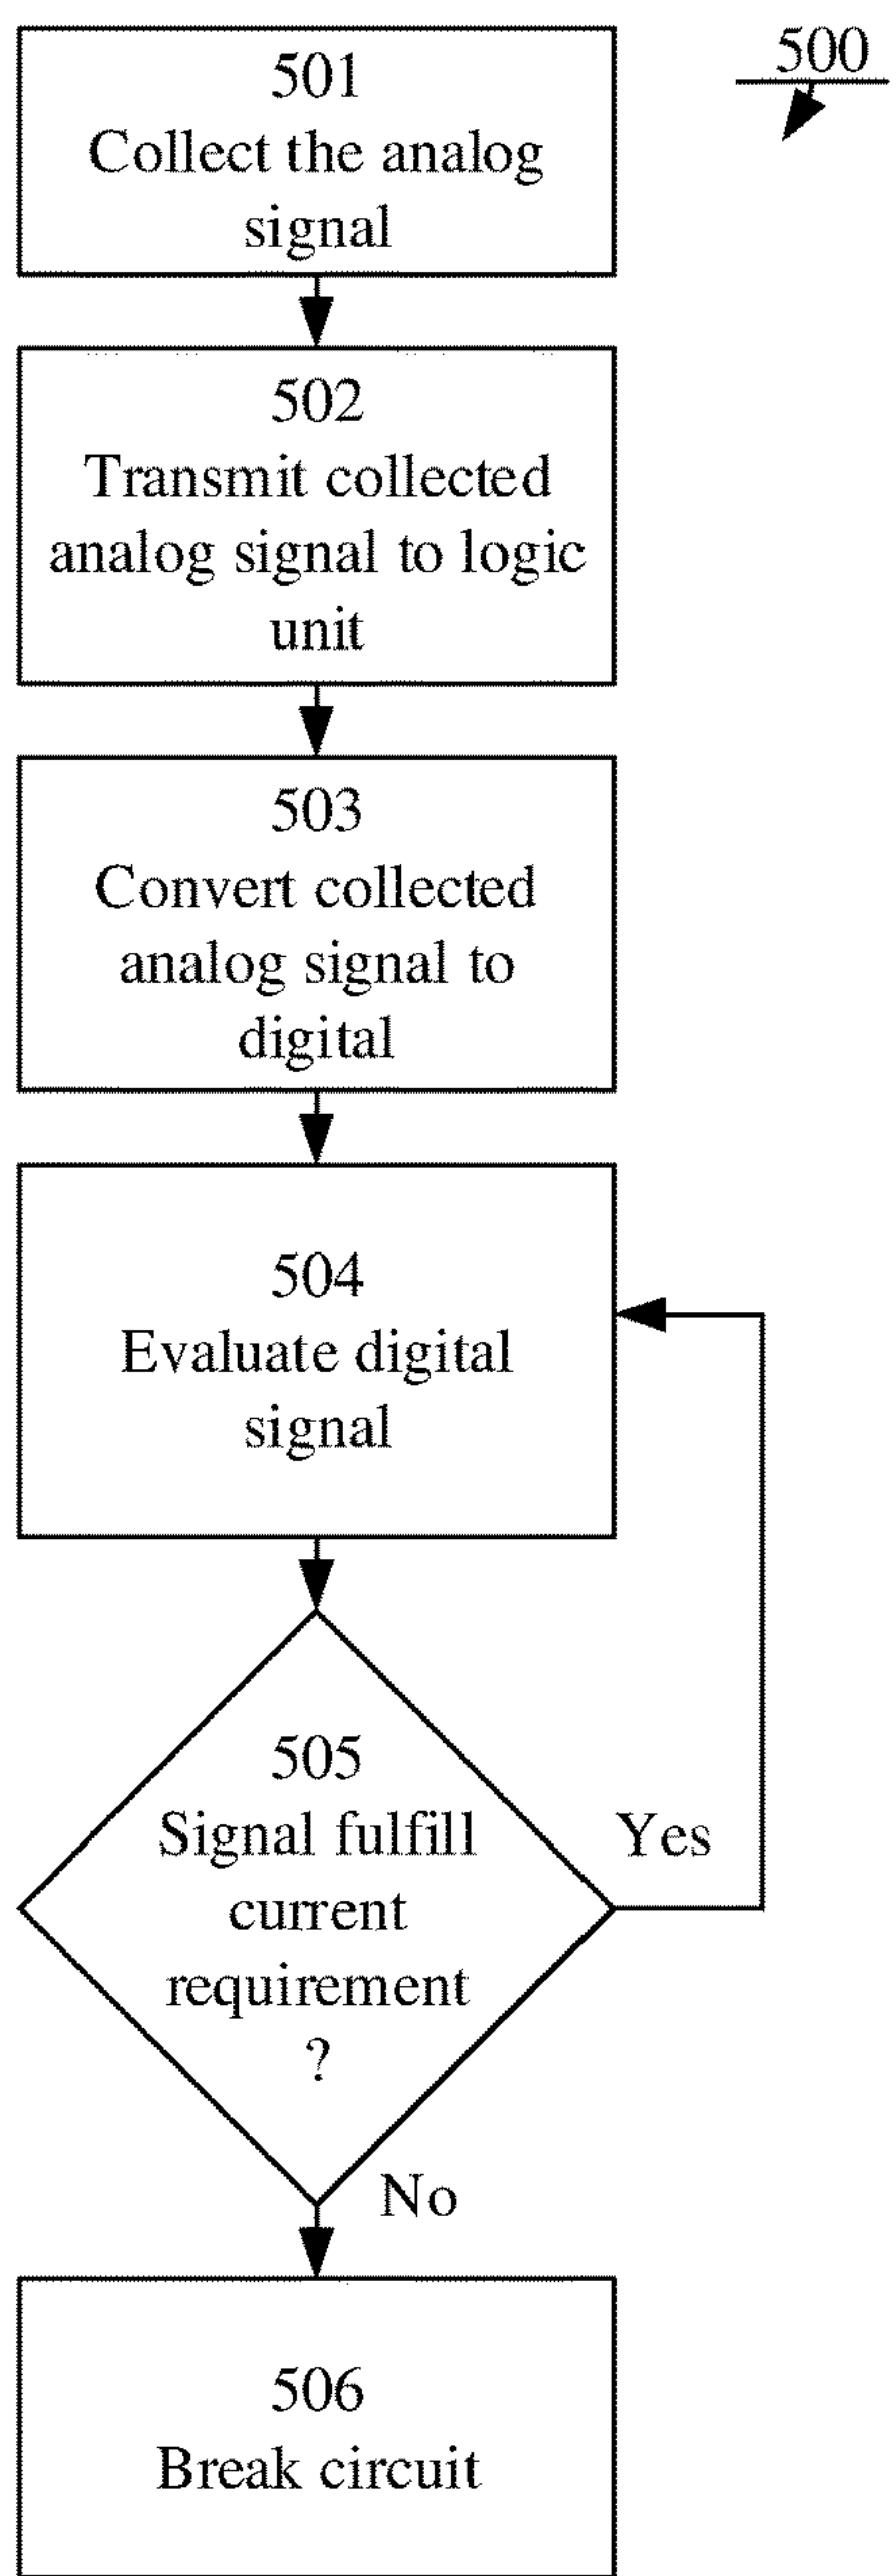 500
501
Collect the analog
signal
502
Transmit collected
analog signal to logic
unit
503
Convert collected
analog signal to
digital
504
Evaluate digital
signal
505
Signal fulfill
current
requirement
?
Yes
No
506
Break circuit